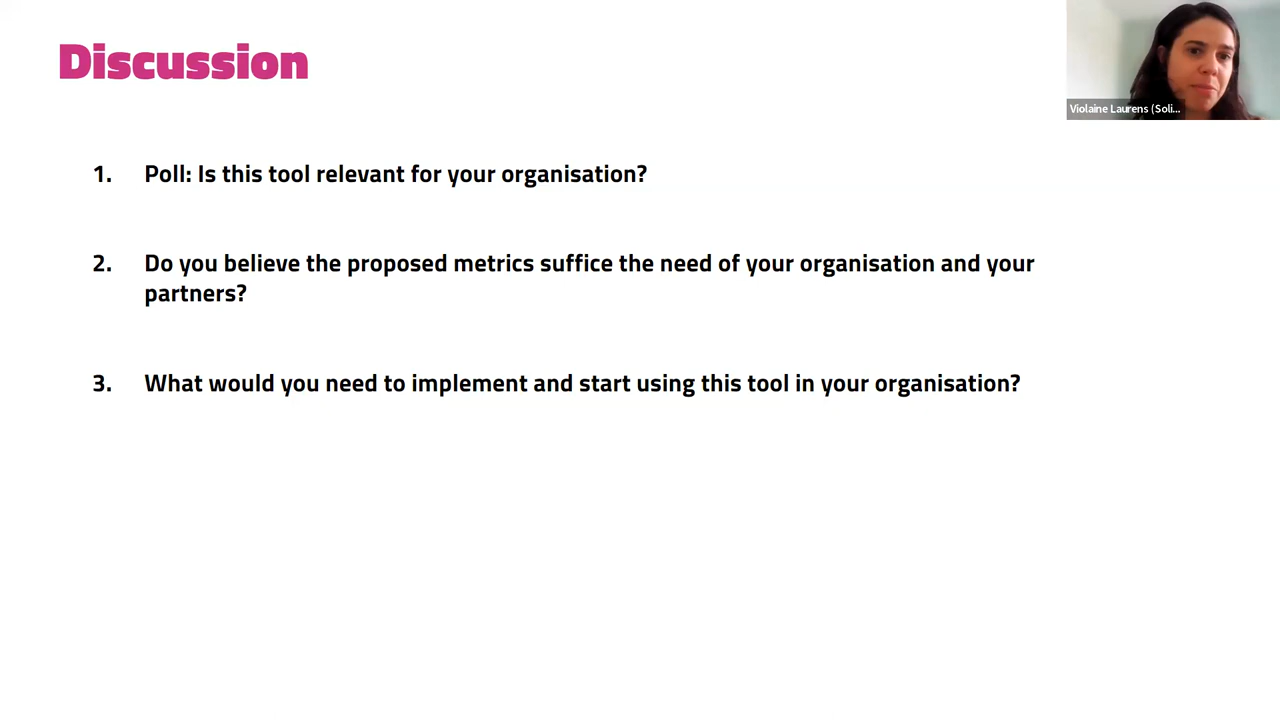 Discussion
Violaine Laurens (Soli...
1. Poll: Is this tool relevant for your organisation?
2. Do you believe the proposed metrics suffice the need of your organisation and your
partners?
3. What would you need to implement and start using this tool in your organisation?